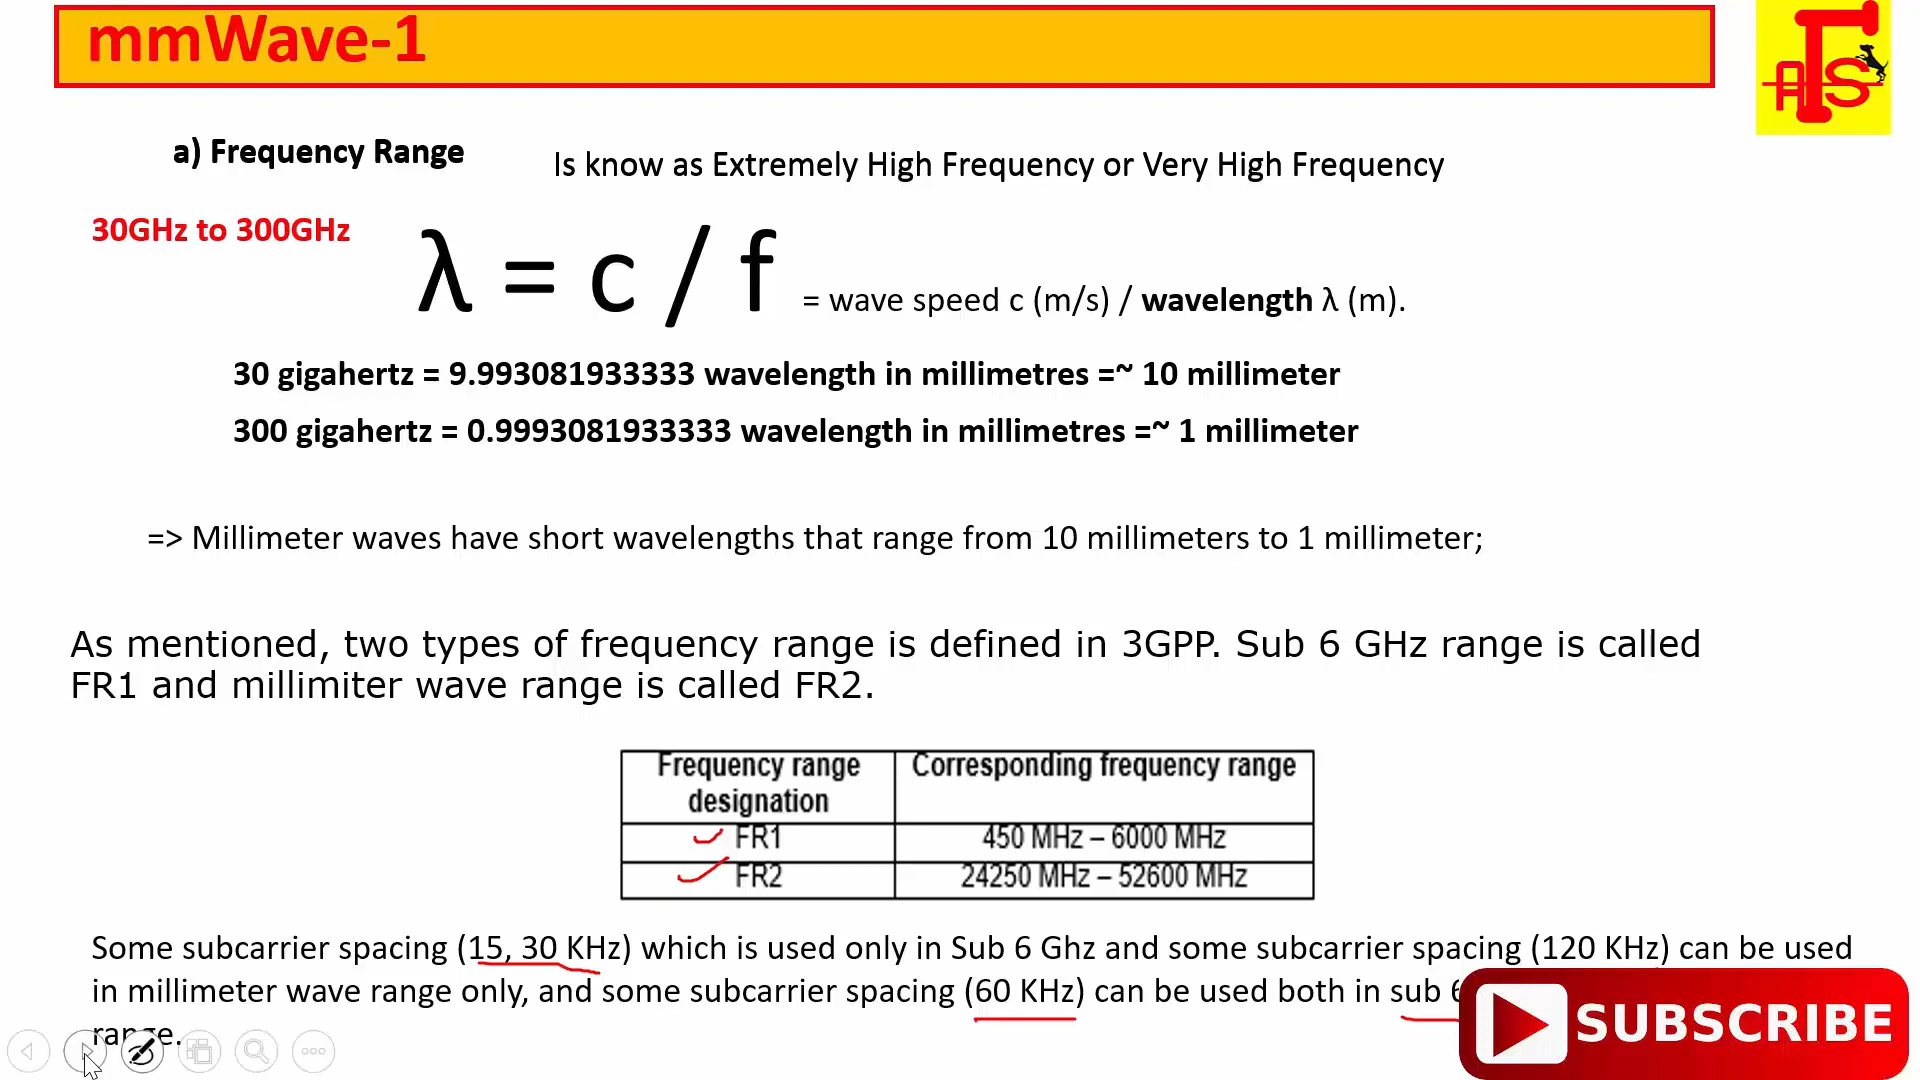 mmWave-1
AFS
a) Frequency Range
Is know as Extremely High Frequency or Very High Frequency
30GHz to 300GHz
λ = c / f = wave speed c (m/s) / wavelength λ (m).
30 gigahertz = 9.993081933333 wavelength in millimetres =~ 10 millimeter
300 gigahertz = 0.9993081933333 wavelength in millimetres =~ 1 millimeter
=> Millimeter waves have short wavelengths that range from 10 millimeters to 1 millimeter;
As mentioned, two types of frequency range is defined in 3GPP. Sub 6 GHz range is called
FR1 and millimiter wave range is called FR2.
Frequency range designation Corresponding frequency range
FR1 450 MHz – 6000 MHz
FR2 24250 MHz – 52600 MHz
Some subcarrier spacing (15, 30 KHz) which is used only in Sub 6 Ghz and some subcarrier spacing (120 KHz) can be used
in millimeter wave range only, and some subcarrier spacing (60 KHz) can be used both in sub 6
range.
SUBSCRIBE